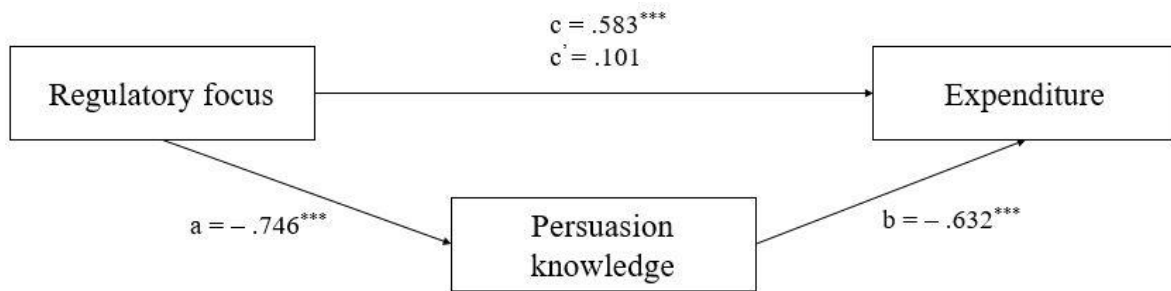 c = .583***
c’ = .101
Regulatory focus
Expenditure
a = – .746***
Persuasion
knowledge
b = – .632***